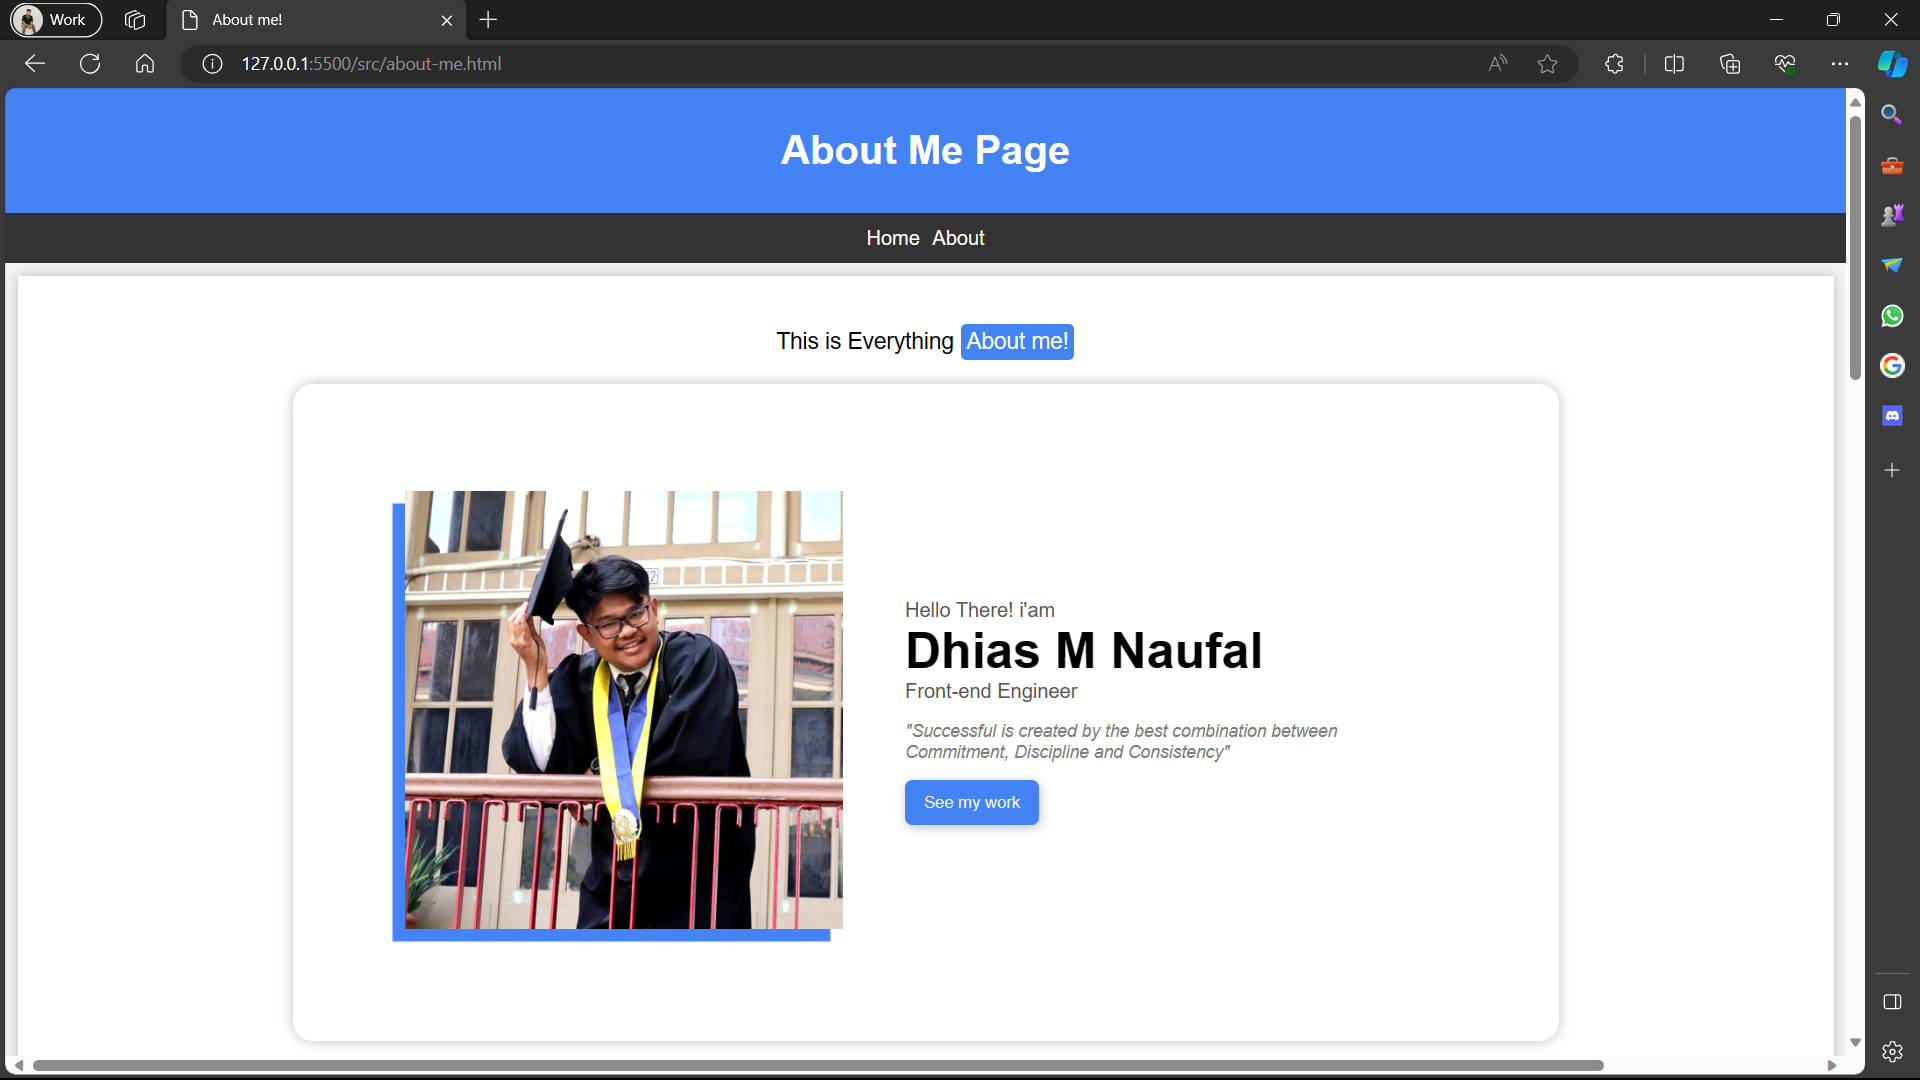 Work
About me!
127.0.0.1:5500/src/about-me.html
About Me Page
Home About
This is Everything About me!
Hello There! i'am
Dhias M Naufal
Front-end Engineer
"Successful is created by the best combination between
Commitment, Discipline and Consistency"
See my work